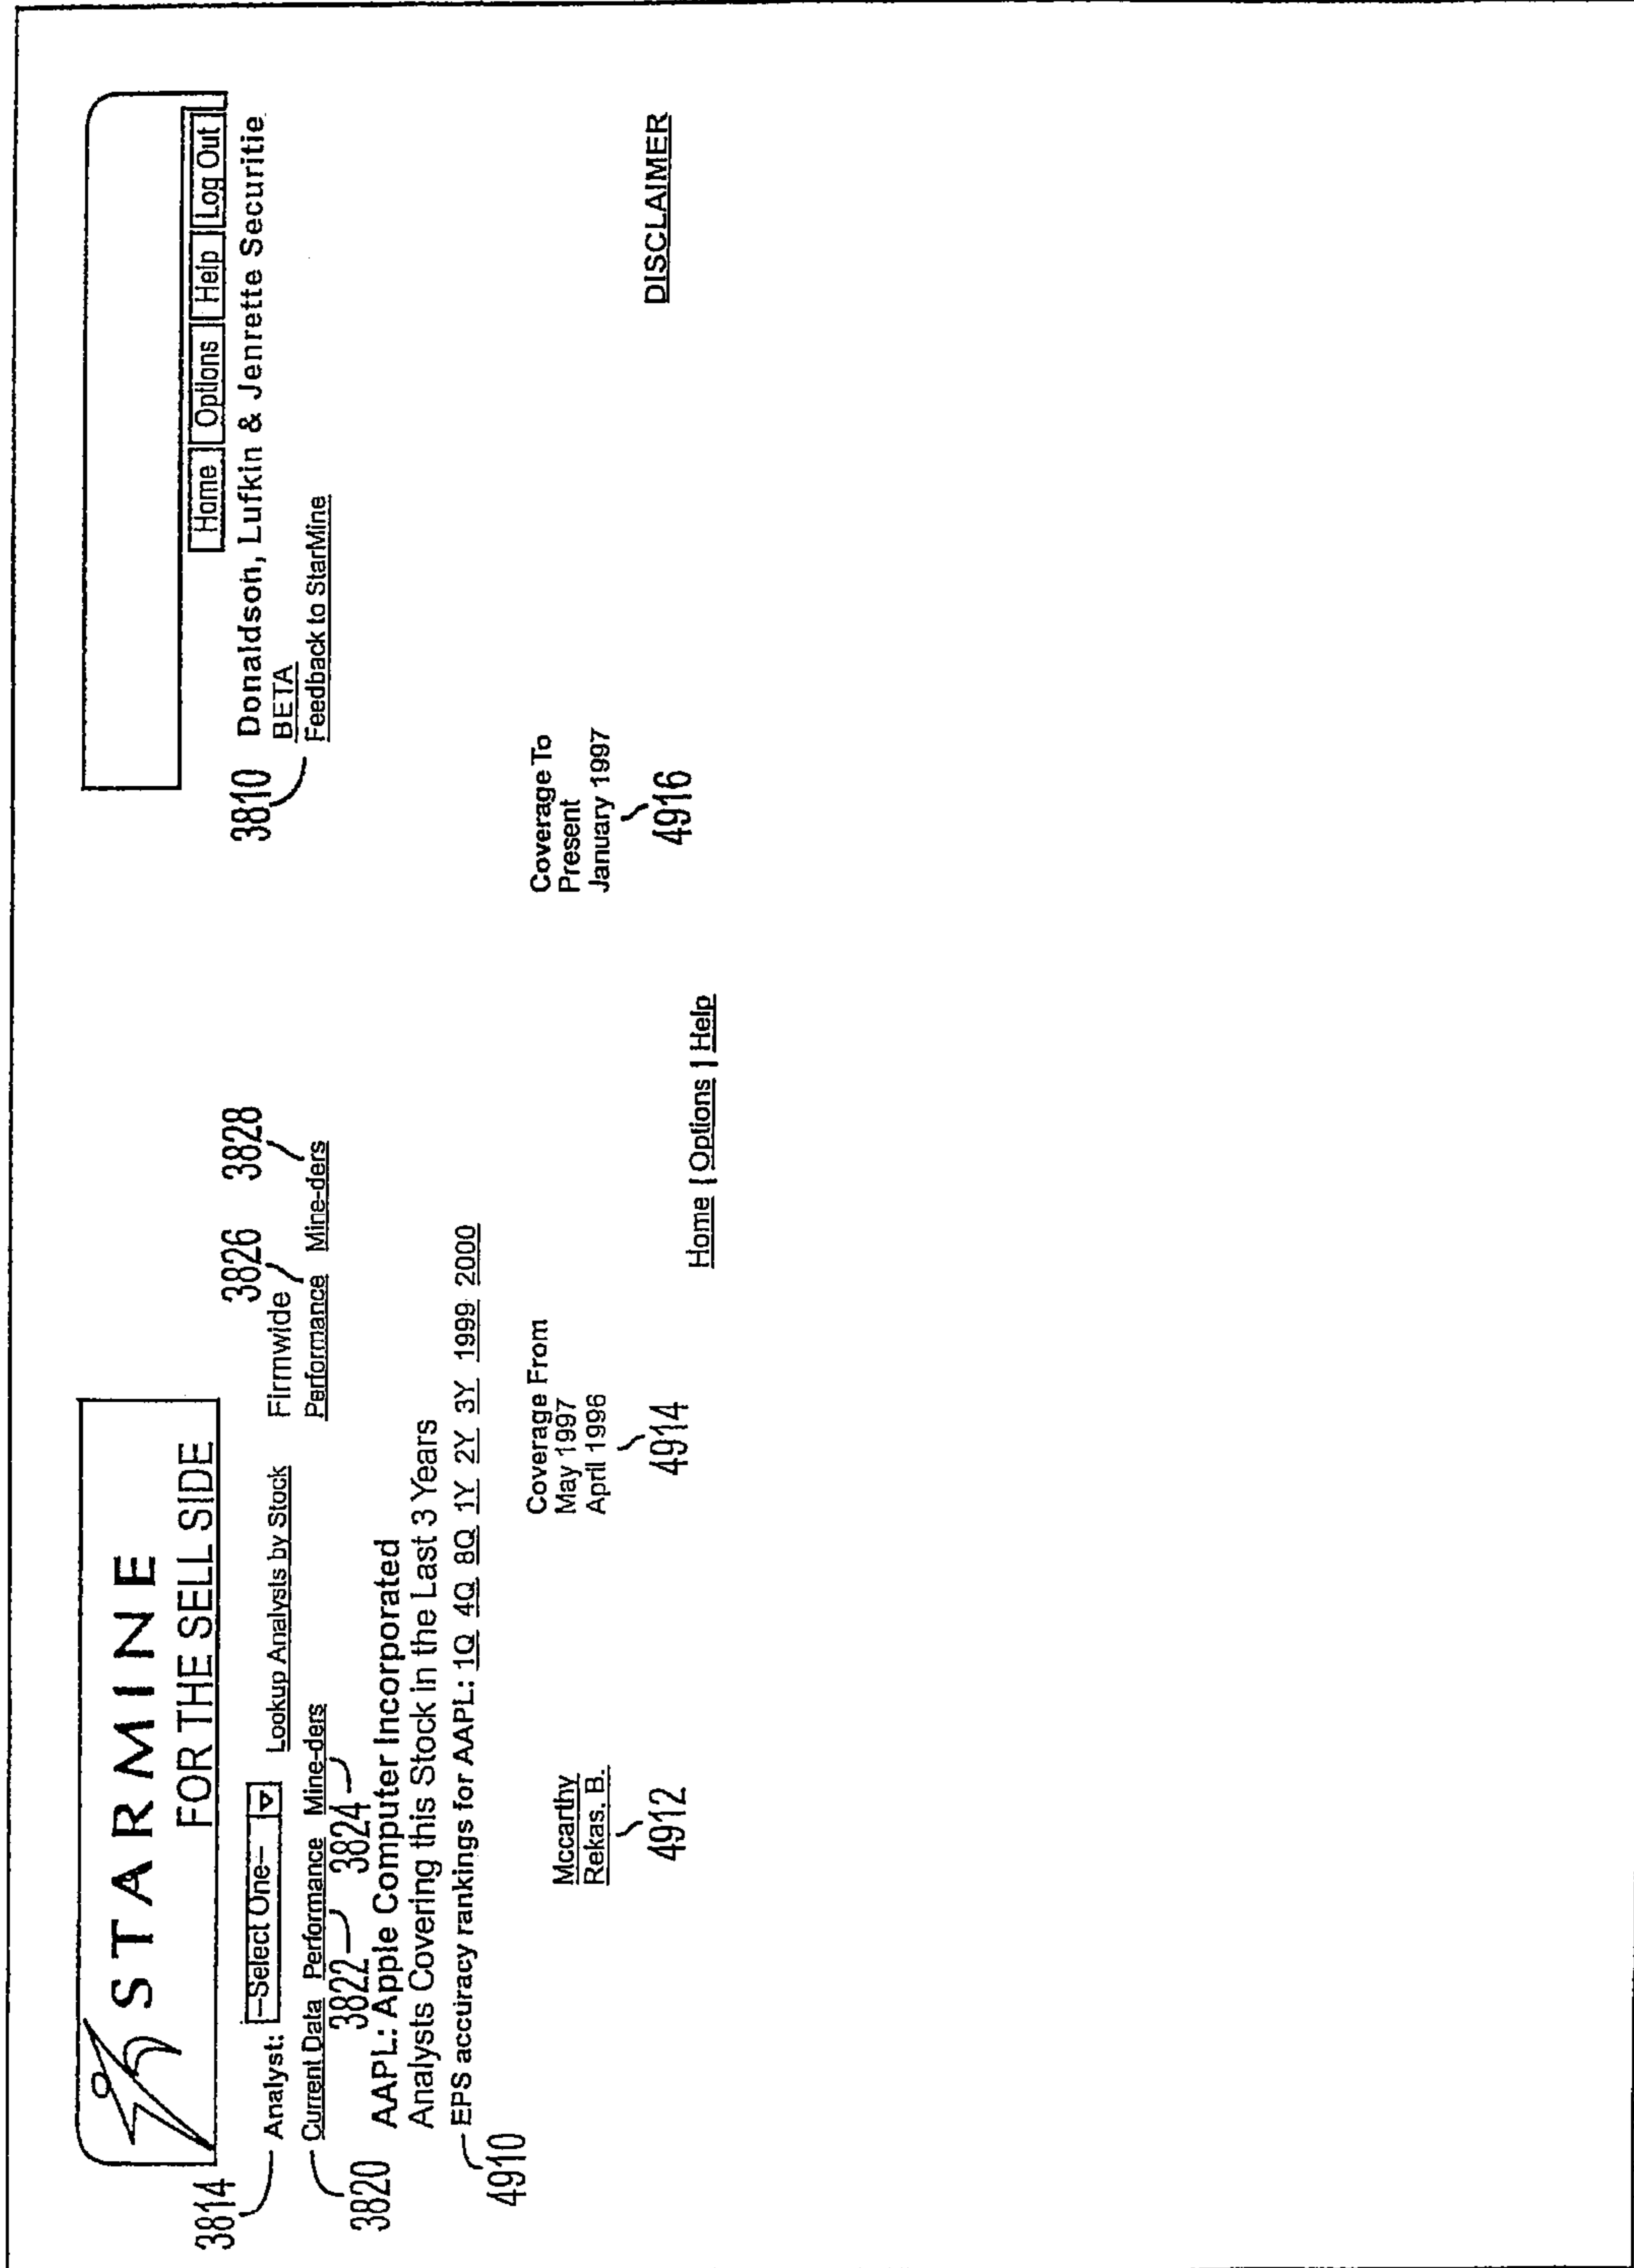 STARMINE
FOR THE SELL SIDE
Home Options Help Log Out
3814 Analyst: --Select One-- Lookup Analysts by Stock Firmwide 3826 3828
3810 Donaldson, Lufkin & Jenrette Securitie
BETA
Feedback to StarMine
3820 Current Data Performance Mine-ders Performance Mine-ders
3822 3824
AAPL: Apple Computer Incorporated
Analysts Covering this Stock in the Last 3 Years
4910 EPS accuracy rankings for AAPL: 1Q 4Q 8Q 1Y 2Y 3Y 1999 2000
Coverage From Coverage To
Mccarthy May 1997 Present
Rekas, B. April 1996 January 1997
4912 4914 4916
DISCLAIMER
Home | Options | Help